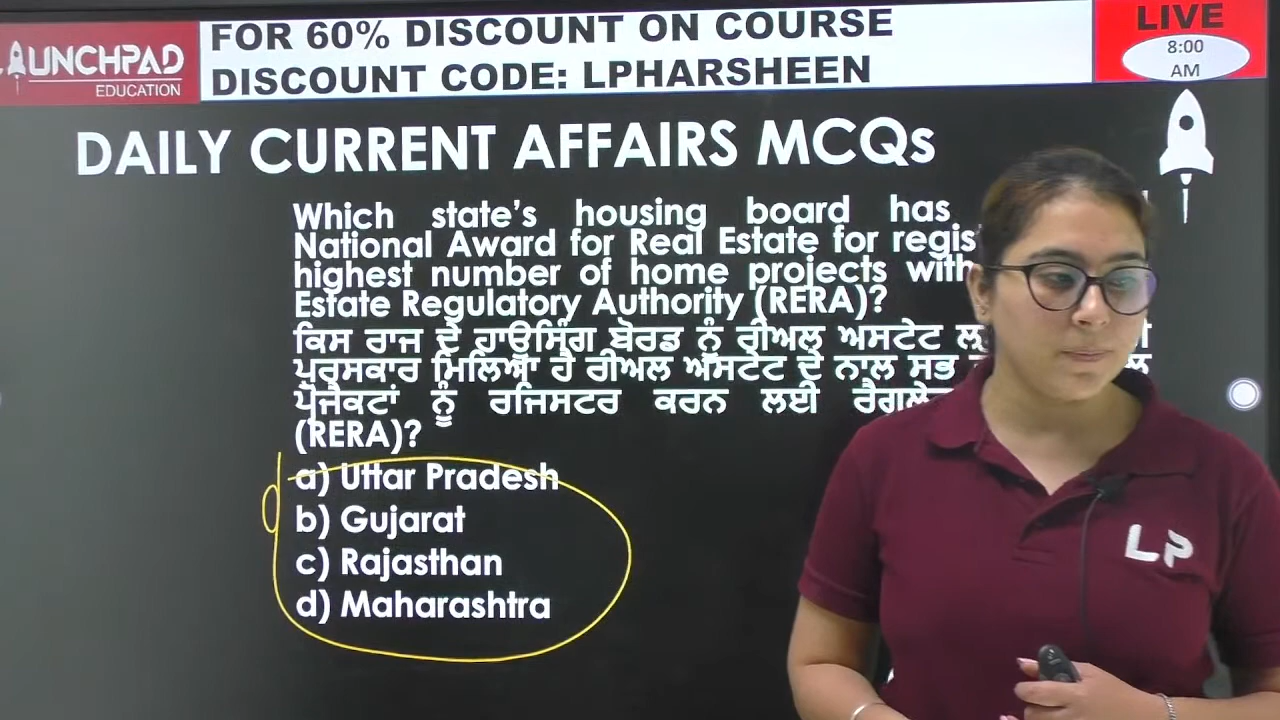 LAUNCHPAD
EDUCATION
FOR 60% DISCOUNT ON COURSE
DISCOUNT CODE: LPHARSHEEN
LIVE
8:00
AM
DAILY CURRENT AFFAIRS MCQs
Which state's housing board has
National Award for Real Estate for
highest number of home projects with
Estate Regulatory Authority (RERA)?
ਕਿਸ ਰਾਜ ਦੇ ਹਾਊਸਿੰਗ ਬੋਰਡ ਨੂੰ ਰੀਅਲ ਅਸਟੇਟ
ਪੁਰਸਕਾਰ ਮਿਲਿਆ ਹੈ ਰੀਅਲ ਅਸਟੇਟ ਦੇ ਨਾਲ ਸਭ
ਪ੍ਰੋਜੈਕਟਾਂ ਨੂੰ ਰਜਿਸਟਰ ਕਰਨ ਲਈ
(RERA)?
a) Uttar Pradesh
b) Gujarat
c) Rajasthan
d) Maharashtra
LP